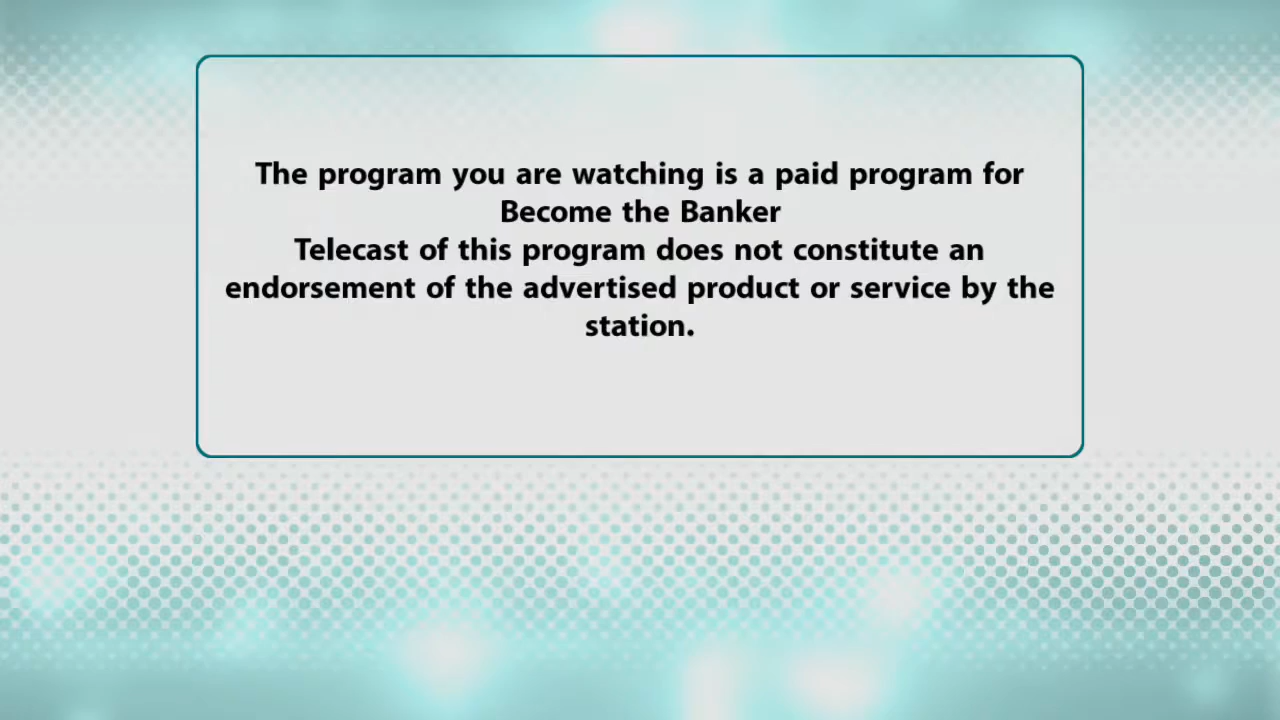 The program you are watching is a paid program for
Become the Banker
Telecast of this program does not constitute an
endorsement of the advertised product or service by the
station.